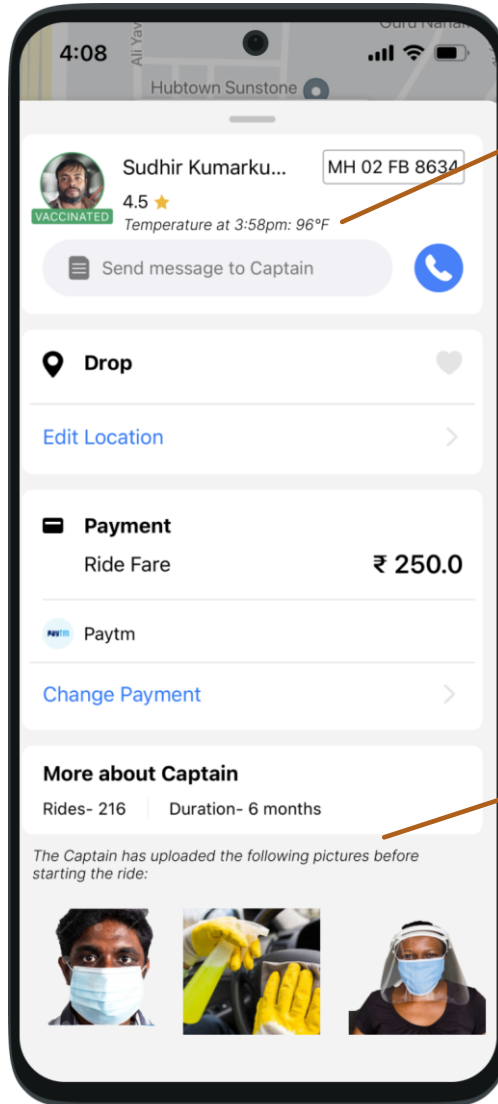 Guru Nanak
4:08
Ali Yav
Hubtown Sunstone
Sudhir Kumarku...
MH 02 FB 8634
4.5
VACCINATED
Temperature at 3:58pm: 96°F
Send message to Captain
Drop
Edit Location
Payment
Ride Fare
₹ 250.0
Paytm
Paytm
Change Payment
More about Captain
Rides- 216
Duration- 6 months
The Captain has uploaded the following pictures before
starting the ride: